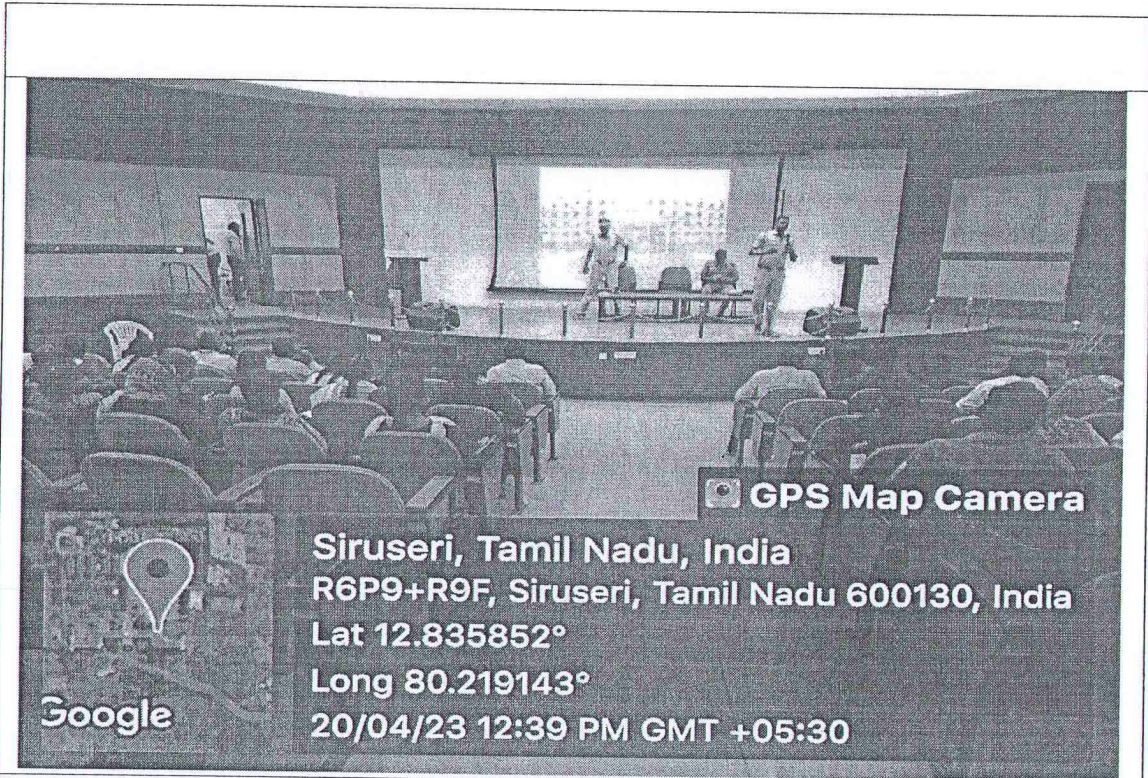 GPS Map Camera
Siruseri, Tamil Nadu, India
R6P9+R9F, Siruseri, Tamil Nadu 600130, India
Lat 12.835852°
Long 80.219143°
20/04/23 12:39 PM GMT +05:30
Google